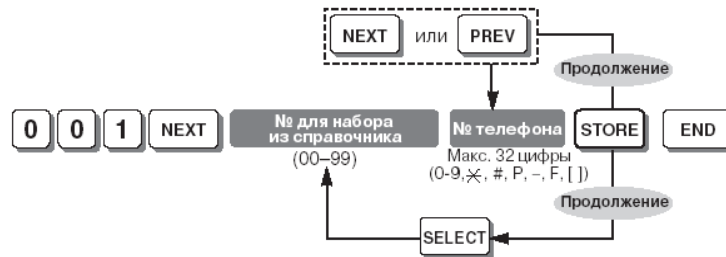 NEXT или PREV
Продолжение
0 0 1 NEXT № для набора из справочника № телефона STORE END
(00–99)
Макс. 32 цифры
(0-9, ✕, #, P, –, F, [ ])
Продолжение
SELECT